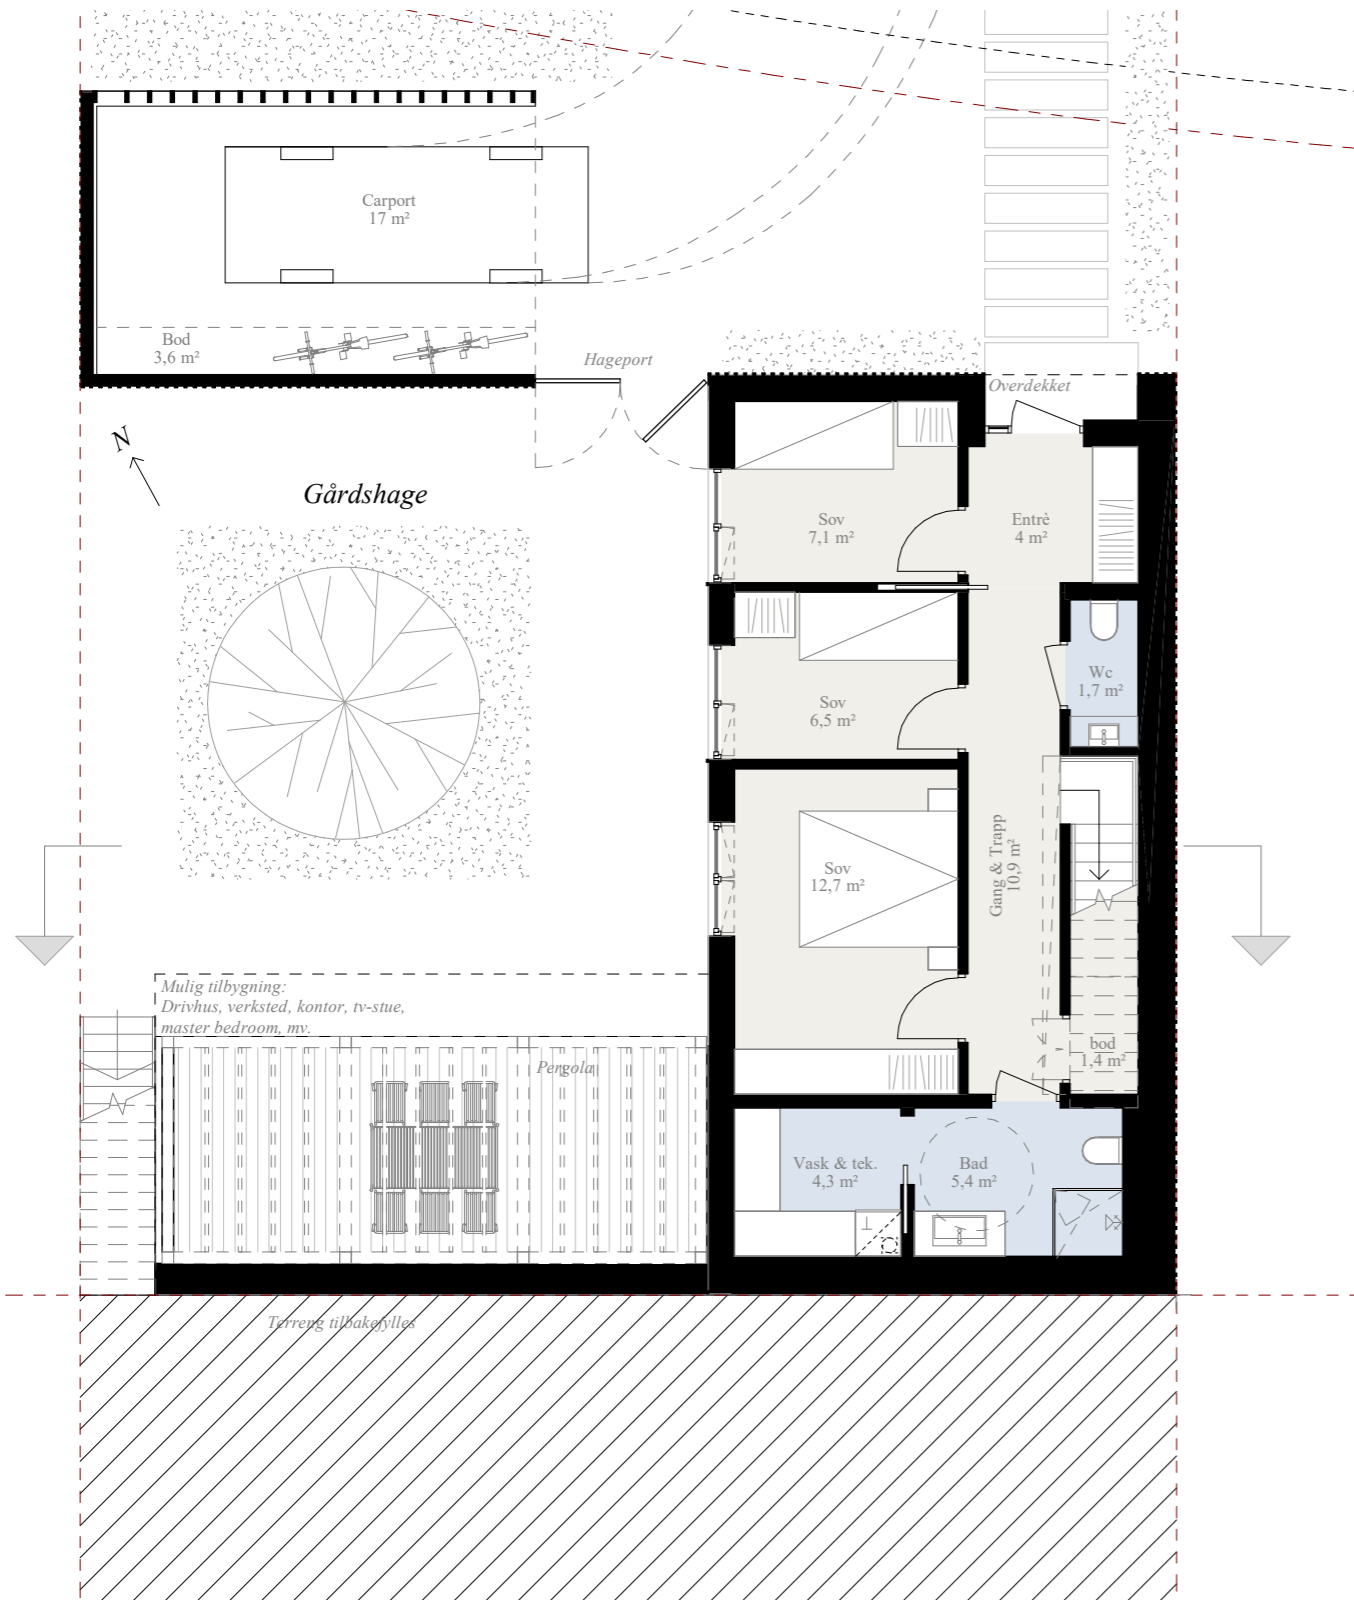 Carport
17 m²
Bod
3,6 m²
Hageport
Overdekket
N
Gårdshage
Sov
7,1 m²
Entrè
4 m²
Sov
6,5 m²
Wc
1,7 m²
Sov
12,7 m²
Gang & Trapp
10,9 m²
Mulig tilbygning:
Drivhus, verksted, kontor, tv-stue,
master bedroom, mv.
Pergola
bod
1,4 m²
Vask & tek.
4,3 m²
Bad
5,4 m²
Terreng tilbakefylles